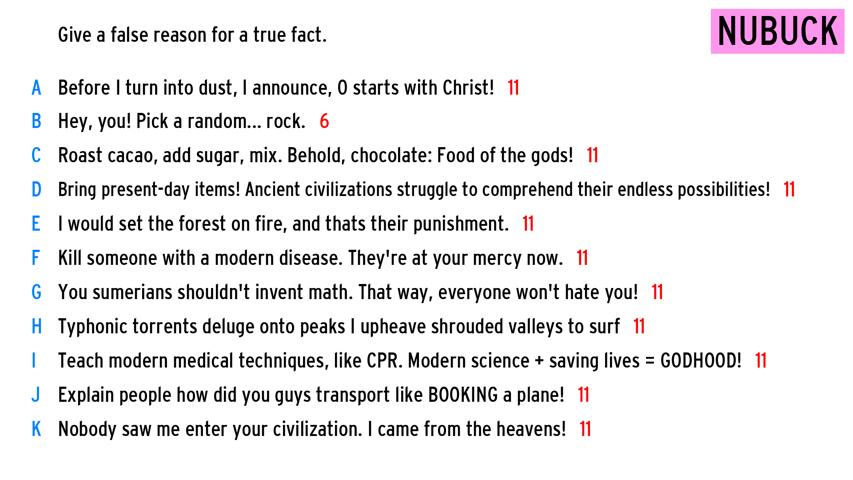 Give a false reason for a true fact.
NUBUCK
A Before I turn into dust, I announce, O starts with Christ! 11
B Hey, you! Pick a random... rock. 6
C Roast cacao, add sugar, mix. Behold, chocolate: Food of the gods! 11
D Bring present-day items! Ancient civilizations struggle to comprehend their endless possibilities! 11
E I would set the forest on fire, and thats their punishment. 11
F Kill someone with a modern disease. They're at your mercy now. 11
G You sumerians shouldn't invent math. That way, everyone won't hate you! 11
H Typhonic torrents deluge onto peaks I upheave shrouded valleys to surf 11
I Teach modern medical techniques, like CPR. Modern science + saving lives = GODHOOD! 11
J Explain people how did you guys transport like BOOKING a plane! 11
K Nobody saw me enter your civilization. I came from the heavens! 11